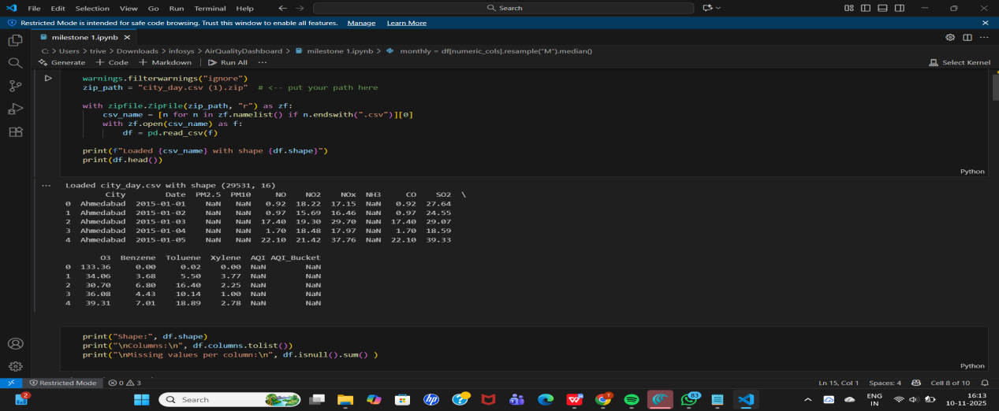 File Edit Selection View Go Run Terminal Help
Search
Restricted Mode is intended for safe code browsing. Trust this window to enable all features. Manage Learn More
milestone 1.ipynb
C: > Users > trive > Downloads > infosys > AirQualityDashboard > milestone 1.ipynb > monthly = df[numeric_cols].resample("M").median()
Generate + Code + Markdown Run All ...
Select Kernel
warnings.filterwarnings("ignore")
zip_path = "city_day.csv (1).zip"  # <-- put your path here
with zipfile.ZipFile(zip_path, "r") as zf:
    csv_name = [n for n in zf.namelist() if n.endswith(".csv")][0]
    with zf.open(csv_name) as f:
        df = pd.read_csv(f)
print(f"Loaded {csv_name} with shape {df.shape}")
print(df.head())
Python
... Loaded city_day.csv with shape (29531, 16)
City Date PM2.5 PM10 NO NO2 NOx NH3 CO SO2 \
0 Ahmedabad 2015-01-01 NaN NaN 0.92 18.22 17.15 NaN 0.92 27.64
1 Ahmedabad 2015-01-02 NaN NaN 0.97 15.69 16.46 NaN 0.97 24.55
2 Ahmedabad 2015-01-03 NaN NaN 17.40 19.30 29.70 NaN 17.40 29.07
3 Ahmedabad 2015-01-04 NaN NaN 1.70 18.48 17.97 NaN 1.70 18.59
4 Ahmedabad 2015-01-05 NaN NaN 22.10 21.42 37.76 NaN 22.10 39.33
O3 Benzene Toluene Xylene AQI AQI_Bucket
0 133.36 0.00 0.02 0.00 NaN NaN
1 34.06 3.68 5.50 3.77 NaN NaN
2 30.70 6.80 16.40 2.25 NaN NaN
3 36.08 4.43 10.14 1.00 NaN NaN
4 39.31 7.01 18.89 2.78 NaN NaN
print("Shape:", df.shape)
print("\nColumns:\n", df.columns.tolist())
print("\nMissing values per column:\n", df.isnull().sum() )
Python
Restricted Mode 0 3
Ln 15, Col 1 Spaces: 4 Cell 8 of 10
2
Search
hp
W
T
83
ENG
IN
16:13
10-11-2025